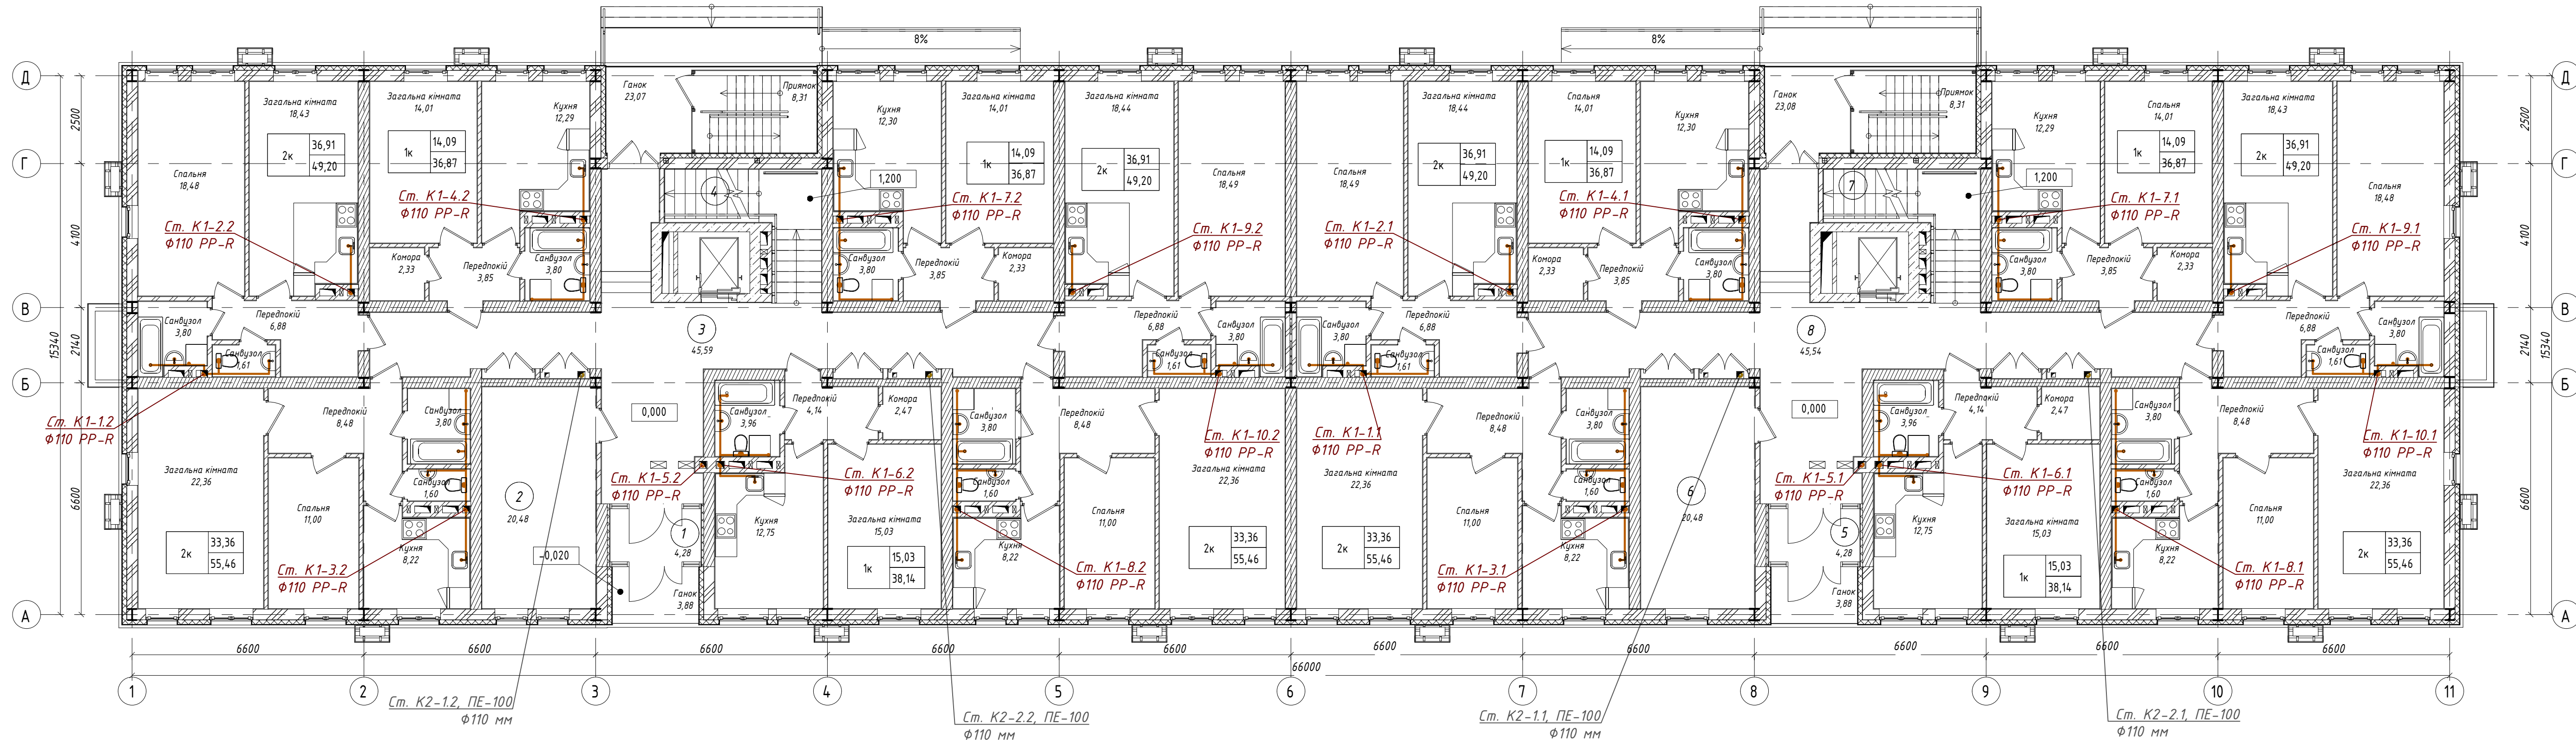 8%
8%
Д
Загальна кімната
18,43
Загальна кімната
14,01
Кухня
12,29
Ганок
23,07
Приямок
8,31
Кухня
12,30
Загальна кімната
14,01
Загальна кімната
18,44
Загальна кімната
18,44
Спальня
14,01
Кухня
12,30
Ганок
23,08
Приямок
8,31
Кухня
12,29
Спальня
14,01
Загальна кімната
18,43
Д
2500
2500
2к
36,91
49,20
1к
14,09
36,87
1к
14,09
36,87
2к
36,91
49,20
2к
36,91
49,20
1к
14,09
36,87
1к
14,09
36,87
2к
36,91
49,20
Г
Г
Спальня
18,48
4
1,200
Спальня
18,49
Спальня
18,49
7
1,200
Спальня
18,48
Ст. К1-2.2
Ф110 PP-R
Ст. К1-4.2
Ф110 PP-R
Ст. К1-7.2
Ф110 PP-R
Ст. К1-9.2
Ф110 PP-R
Ст. К1-2.1
Ф110 PP-R
Ст. К1-4.1
Ф110 PP-R
Ст. К1-7.1
Ф110 PP-R
Ст. К1-9.1
Ф110 PP-R
4100
4100
Комора
2,33
Передпокій
3,85
Санвузол
3,80
Санвузол
3,80
Передпокій
3,85
Комора
2,33
Комора
2,33
Передпокій
3,85
Санвузол
3,80
Санвузол
3,80
Передпокій
3,85
Комора
2,33
В
В
Санвузол
3,80
Передпокій
6,88
Санвузол
1,61
3
45,59
Передпокій
6,88
Санвузол
3,80
Санвузол
1,61
Санвузол
3,80
Передпокій
6,88
Санвузол
1,61
8
45,54
Передпокій
6,88
Санвузол
3,80
Санвузол
1,61
15340
2140
2140
15340
Б
Б
Ст. К1-1.2
Ф110 PP-R
Передпокій
8,48
Санвузол
3,80
0,000
Санвузол
3,96
Передпокій
4,14
Комора
2,47
Санвузол
3,80
Передпокій
8,48
Ст. К1-10.2
Ф110 PP-R
Ст. К1-1.1
Ф110 PP-R
Передпокій
8,48
Санвузол
3,80
0,000
Санвузол
3,96
Передпокій
4,14
Комора
2,47
Санвузол
3,80
Передпокій
8,48
Ст. К1-10.1
Ф110 PP-R
Загальна кімната
22,36
Санвузол
1,60
2
20,48
Ст. К1-5.2
Ф110 PP-R
Ст. К1-6.2
Ф110 PP-R
Санвузол
1,60
Загальна кімната
22,36
Загальна кімната
22,36
Санвузол
1,60
6
20,48
Ст. К1-5.1
Ф110 PP-R
Ст. К1-6.1
Ф110 PP-R
Санвузол
1,60
Загальна кімната
22,36
6600
6600
Спальня
11,00
1
4,28
Кухня
12,75
Загальна кімната
15,03
Спальня
11,00
Спальня
11,00
5
4,28
Кухня
12,75
Загальна кімната
15,03
Спальня
11,00
2к
33,36
55,46
Кухня
8,22
-0,020
1к
15,03
38,14
Кухня
8,22
2к
33,36
55,46
2к
33,36
55,46
Кухня
8,22
1к
15,03
38,14
Кухня
8,22
2к
33,36
55,46
Ст. К1-3.2
Ф110 PP-R
Ст. К1-8.2
Ф110 PP-R
Ст. К1-3.1
Ф110 PP-R
Ст. К1-8.1
Ф110 PP-R
Ганок
3,88
Ганок
3,88
А
А
6600
6600
6600
6600
6600
6600
6600
6600
6600
6600
66000
1
2
3
4
5
6
7
8
9
10
11
Ст. К2-1.2, ПЕ-100
Ф110 мм
Ст. К2-2.2, ПЕ-100
Ф110 мм
Ст. К2-1.1, ПЕ-100
Ф110 мм
Ст. К2-2.1, ПЕ-100
Ф110 мм